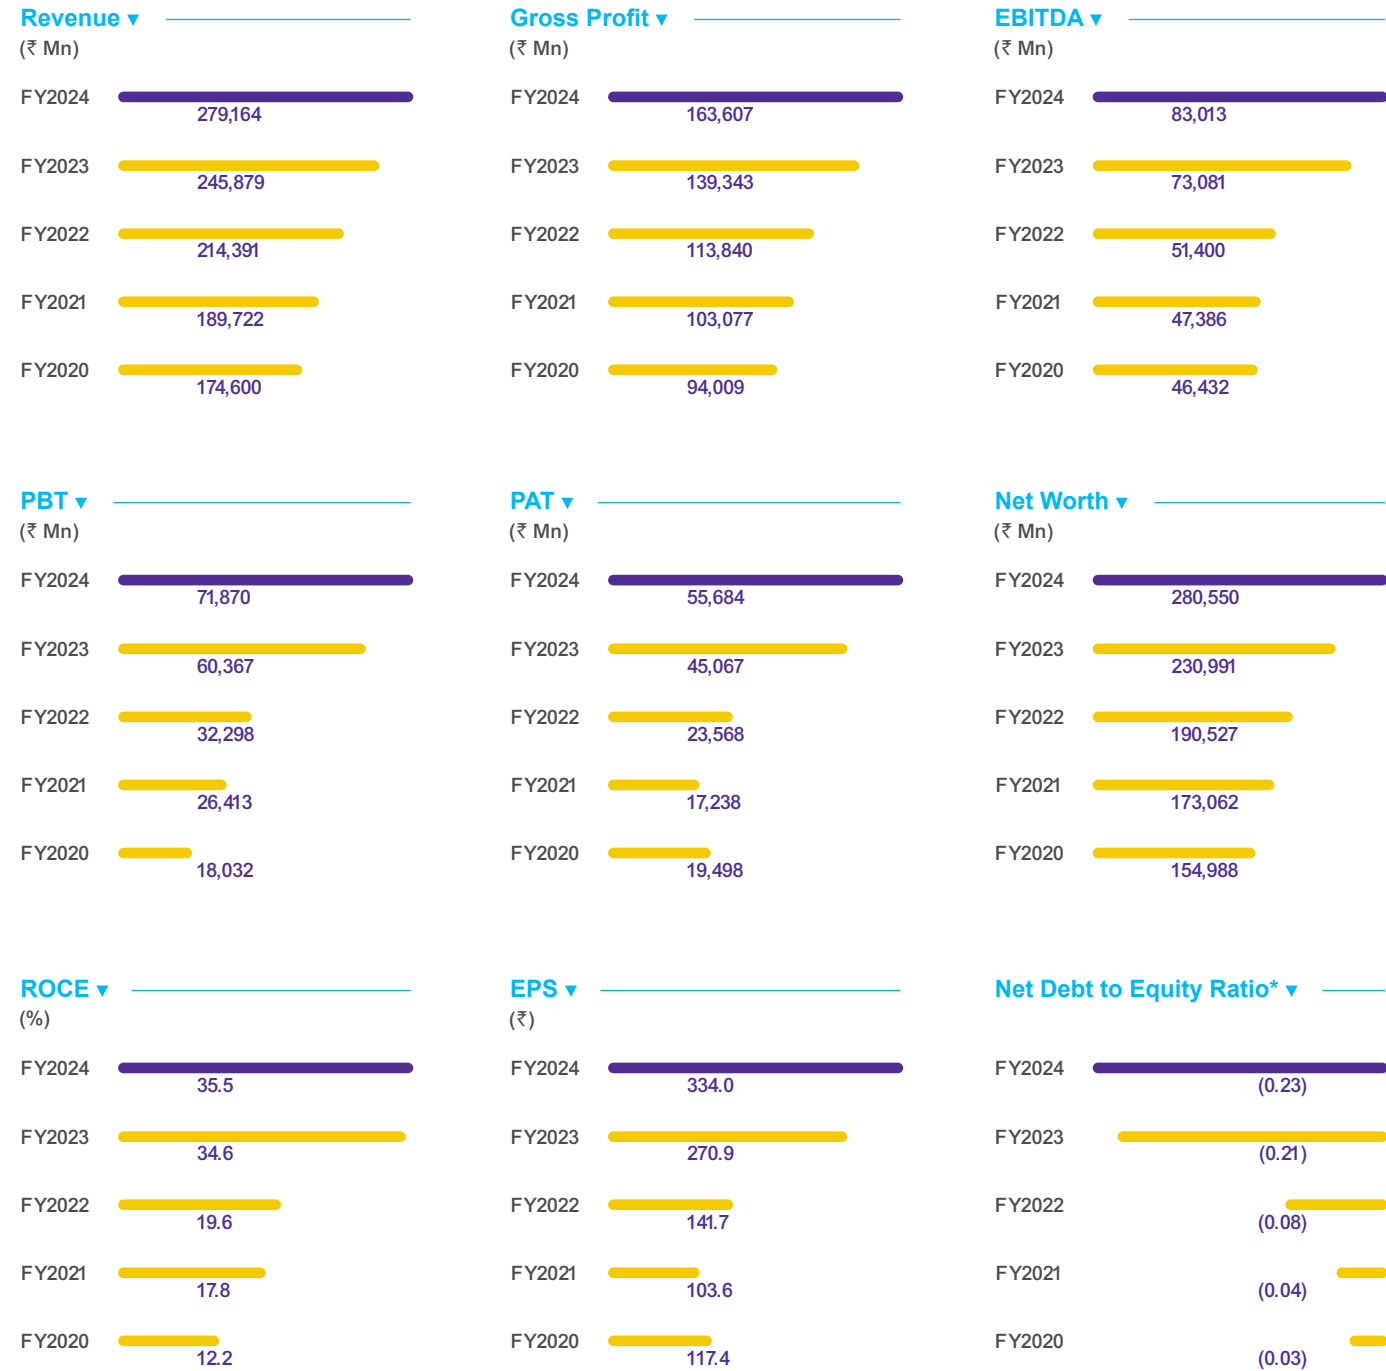 Revenue ▼
(₹ Mn)
FY2024
279,164
FY2023
245,879
FY2022
214,391
FY2021
189,722
FY2020
174,600
Gross Profit ▼
(₹ Mn)
FY2024
163,607
FY2023
139,343
FY2022
113,840
FY2021
103,077
FY2020
94,009
EBITDA ▼
(₹ Mn)
FY2024
83,013
FY2023
73,081
FY2022
51,400
FY2021
47,386
FY2020
46,432
PBT ▼
(₹ Mn)
FY2024
71,870
FY2023
60,367
FY2022
32,298
FY2021
26,413
FY2020
18,032
PAT ▼
(₹ Mn)
FY2024
55,684
FY2023
45,067
FY2022
23,568
FY2021
17,238
FY2020
19,498
Net Worth ▼
(₹ Mn)
FY2024
280,550
FY2023
230,991
FY2022
190,527
FY2021
173,062
FY2020
154,988
ROCE ▼
(%)
FY2024
35.5
FY2023
34.6
FY2022
19.6
FY2021
17.8
FY2020
12.2
EPS ▼
(₹)
FY2024
334.0
FY2023
270.9
FY2022
141.7
FY2021
103.6
FY2020
117.4
Net Debt to Equity Ratio* ▼
FY2024
(0.23)
FY2023
(0.21)
FY2022
(0.08)
FY2021
(0.04)
FY2020
(0.03)